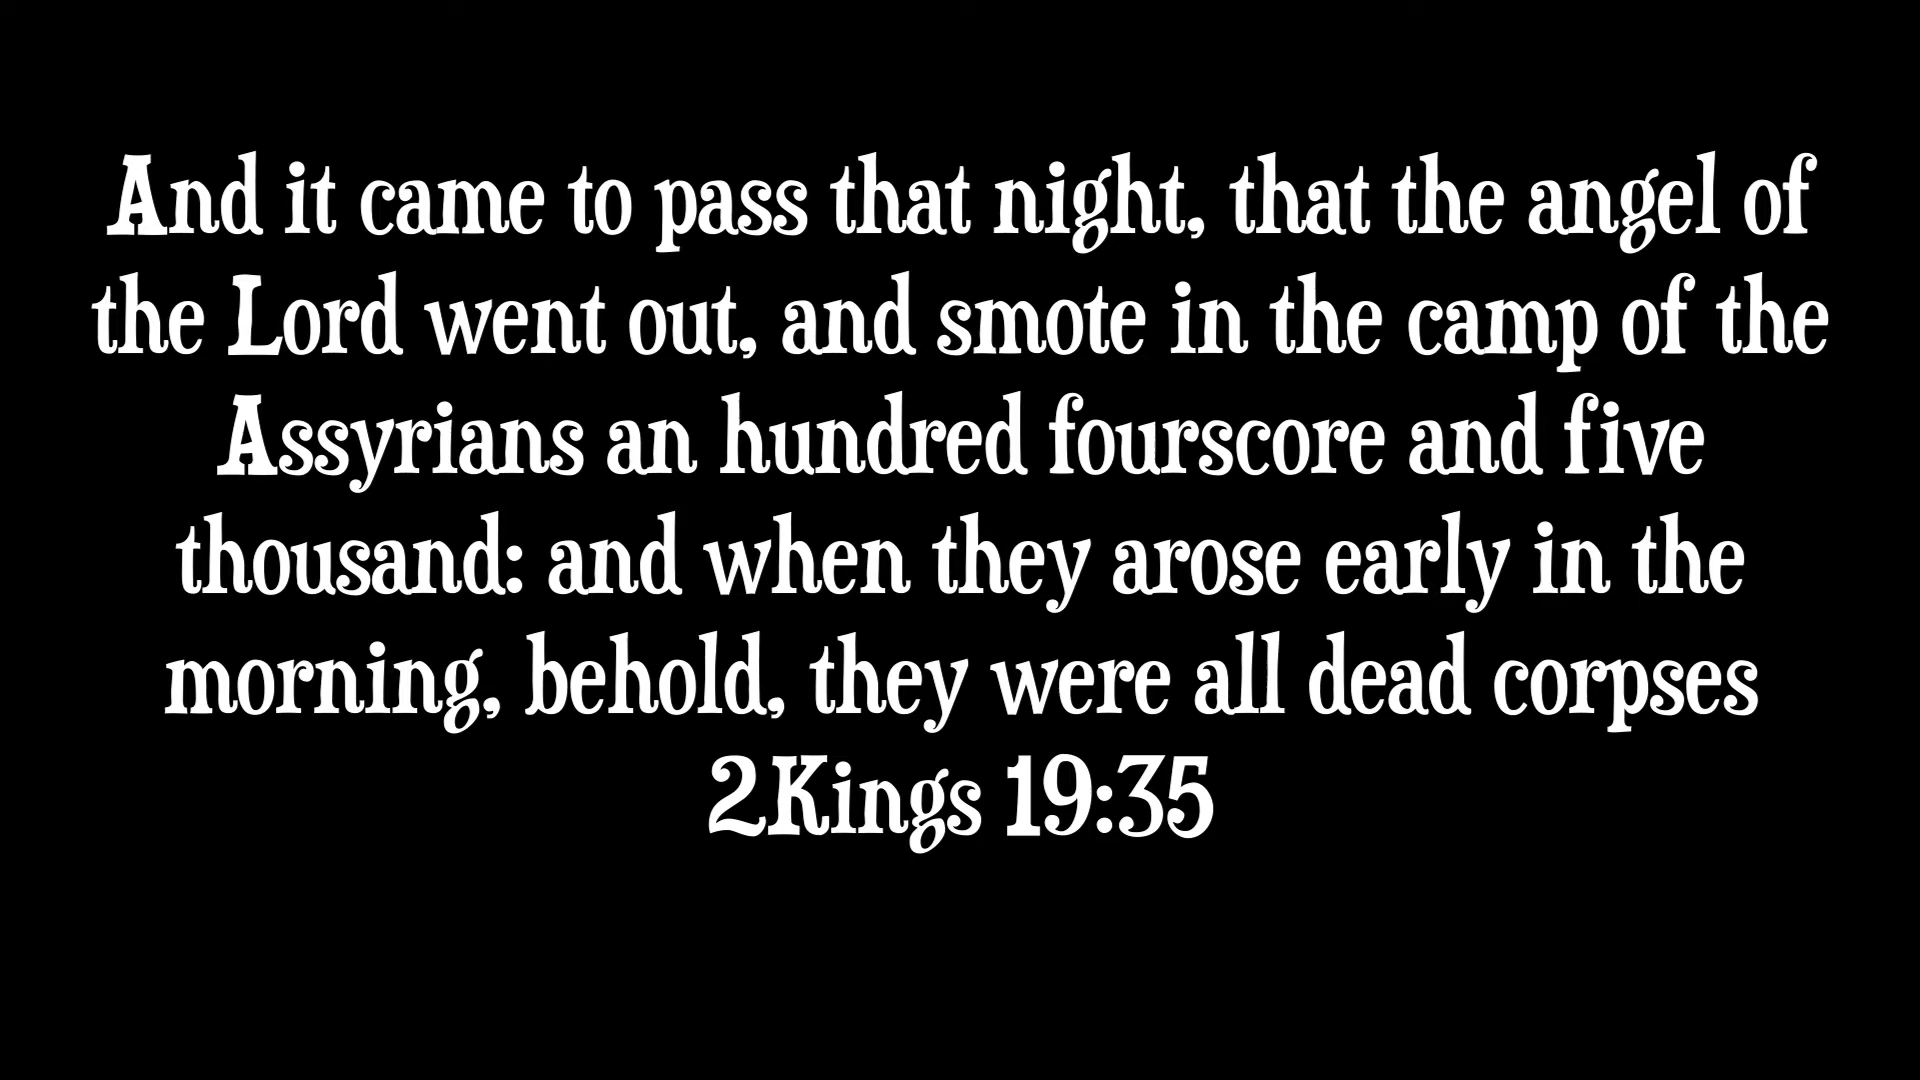 And it came to pass that night, that the angel of
the Lord went out, and smote in the camp of the
Assyrians an hundred fourscore and five
thousand: and when they arose early in the
morning, behold, they were all dead corpses
2Kings 19:35